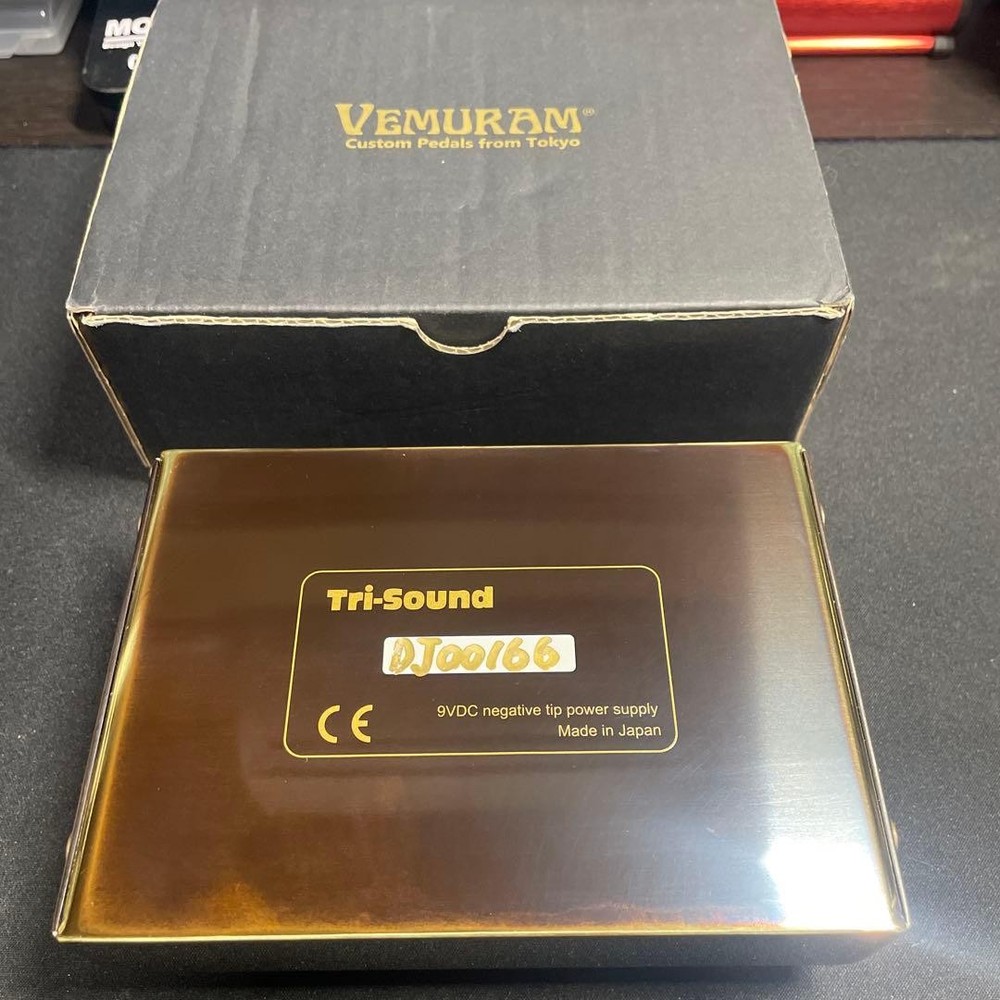 VEMURAM®
Custom Pedals from Tokyo
Tri-Sound
DJ00166
CE
9VDC negative tip power supply
Made in Japan